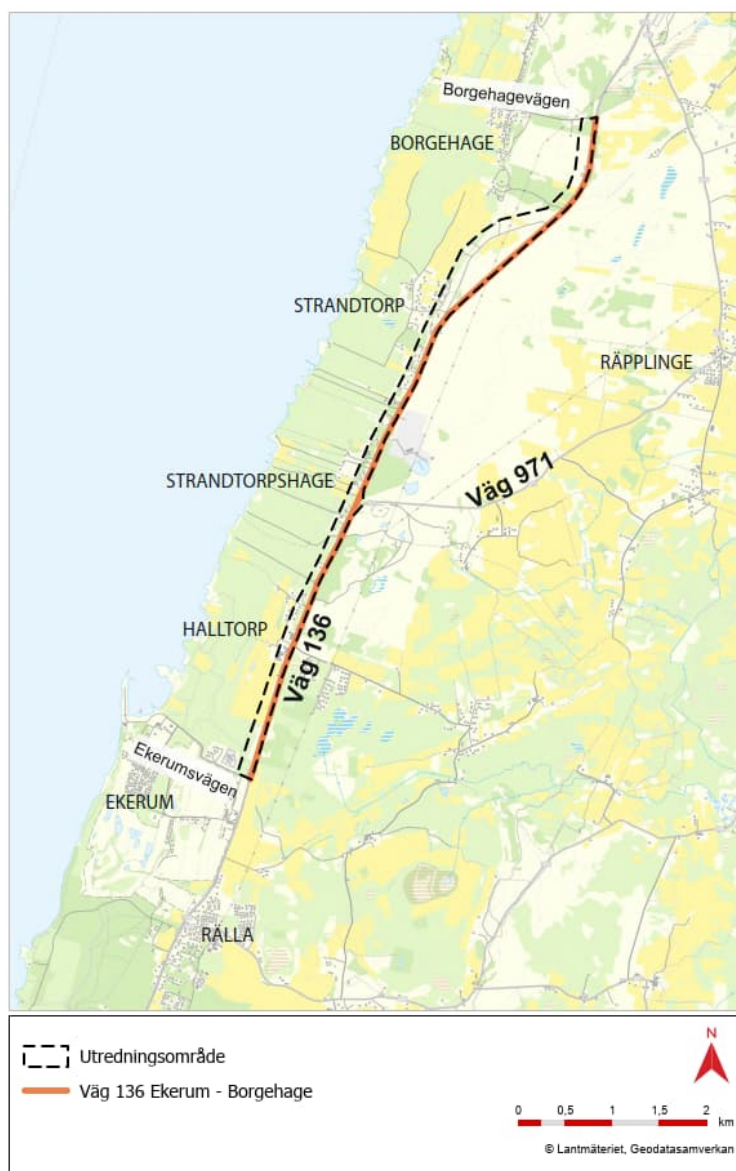 Borgehagevägen
BORGEHAGE
STRANDTORP
RÄPPLINGE
Väg 971
STRANDTORPSHAGE
HALLTORP
Väg 136
Ekerumsvägen
EKERUM
RÄLLA
Utredningsområde
Väg 136 Ekerum - Borgehage
N
0 0,5 1 1,5 2
km
© Lantmäteriet, Geodatasamverkan